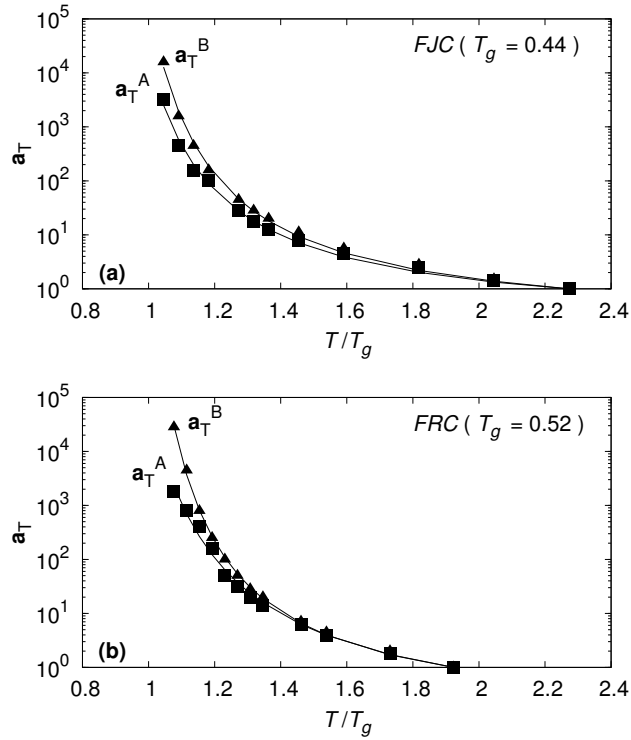 10^5
10^4
10^3
10^2
10^1
10^0
a_T
a_T^B
a_T^A
FJC ( T_g = 0.44 )
(a)
0.8 1 1.2 1.4 1.6 1.8 2 2.2 2.4
T/T_g
10^5
10^4
10^3
10^2
10^1
10^0
a_T
a_T^B
a_T^A
FRC ( T_g = 0.52 )
(b)
0.8 1 1.2 1.4 1.6 1.8 2 2.2 2.4
T/T_g